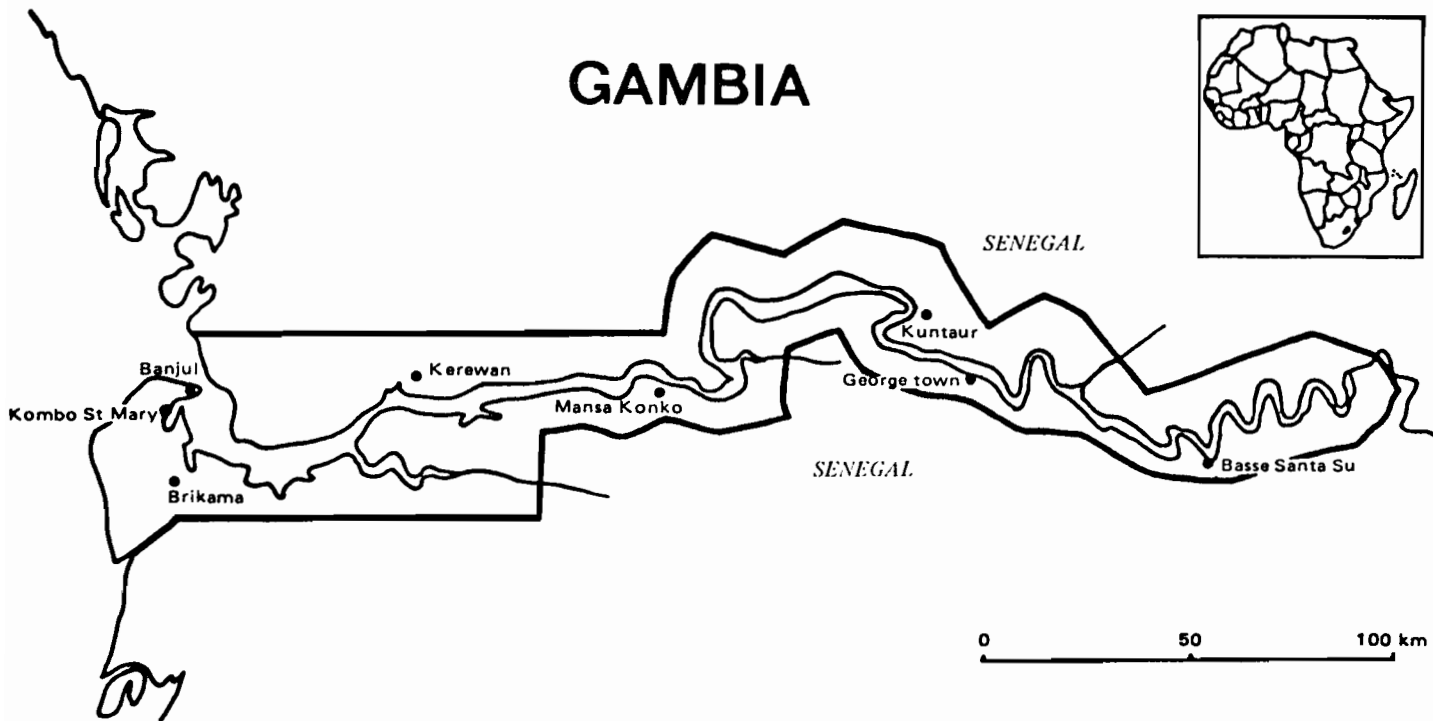 GAMBIA
SENEGAL
Kuntaur
Banjul
Kerewan
George town
Kombo St Mary
Mansa Konko
SENEGAL
Basse Santa Su
Brikama
0 50 100 km